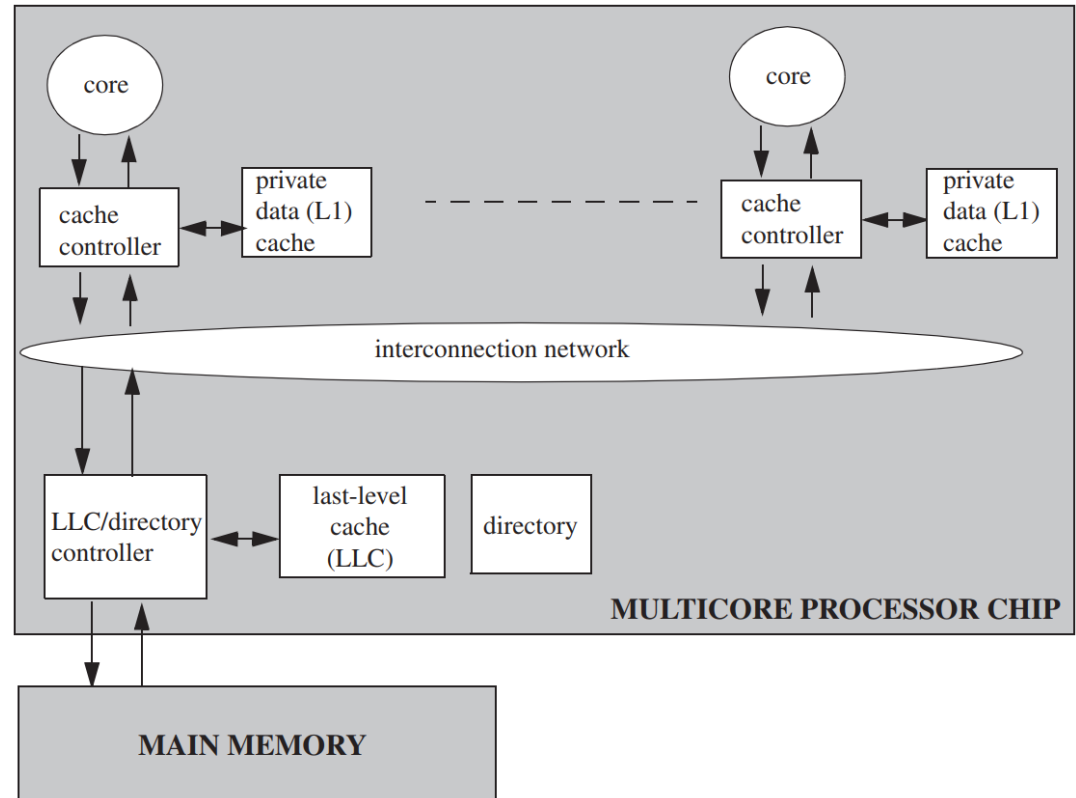 core
core
private
data (L1)
cache
cache
controller
private
data (L1)
cache
cache
controller
interconnection network
LLC/directory
controller
last-level
cache
(LLC)
directory
MULTICORE PROCESSOR CHIP
MAIN MEMORY